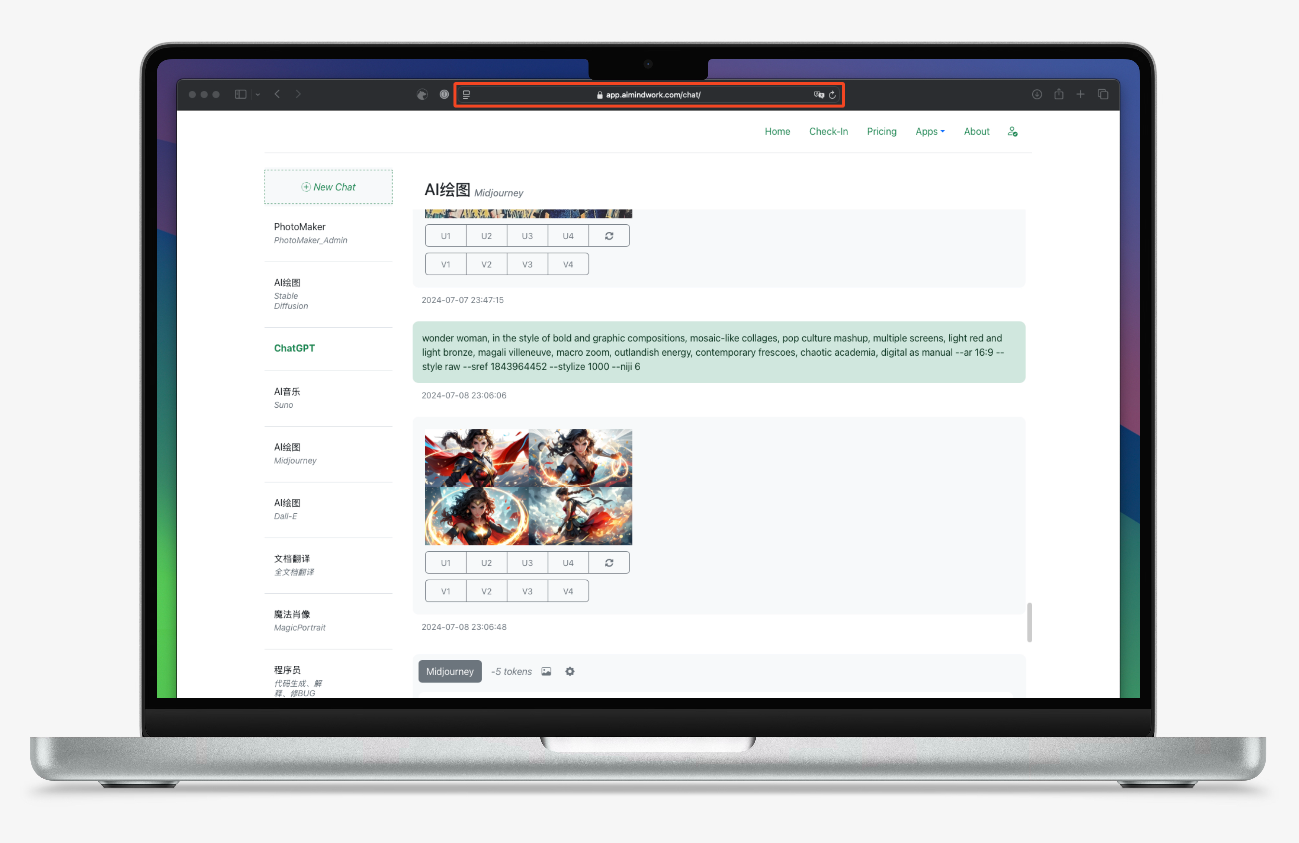 app.aimindwork.com/chat/
Home Check-In Pricing Apps About
New Chat
PhotoMaker
PhotoMaker_Admin
AI绘图
Stable
Diffusion
ChatGPT
AI音乐
Suno
AI绘图
Midjourney
AI绘图
Dall-E
文档翻译
全文档翻译
魔法肖像
MagicPortrait
程序员
代码生成、解
释、修BUG
AI绘图 Midjourney
U1 U2 U3 U4
V1 V2 V3 V4
2024-07-07 23:47:15
wonder woman, in the style of bold and graphic compositions, mosaic-like collages, pop culture mashup, multiple screens, light red and
light bronze, magali villeneuve, macro zoom, outlandish energy, contemporary frescoes, chaotic academia, digital as manual --ar 16:9 --
style raw --sref 1843964452 --stylize 1000 --niji 6
2024-07-08 23:06:06
U1 U2 U3 U4
V1 V2 V3 V4
2024-07-08 23:06:48
Midjourney -5 tokens